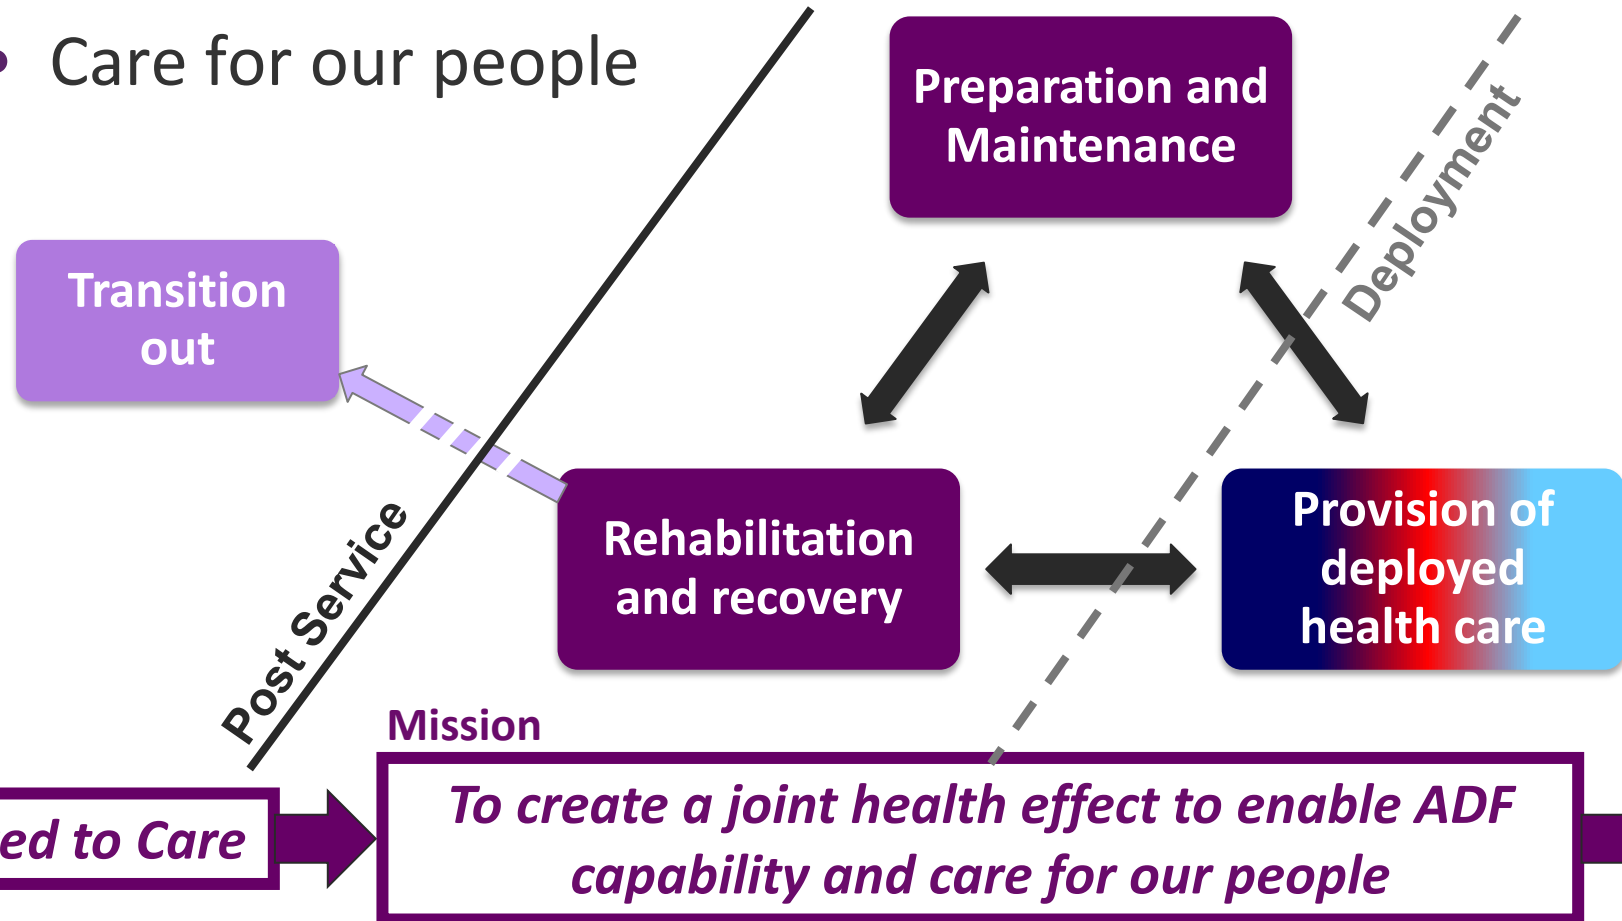 • Care for our people
Preparation and
Maintenance
Deployment
Transition
out
Rehabilitation
and recovery
Provision of
deployed
health care
Post Service
Mission
ed to Care
To create a joint health effect to enable ADF
capability and care for our people